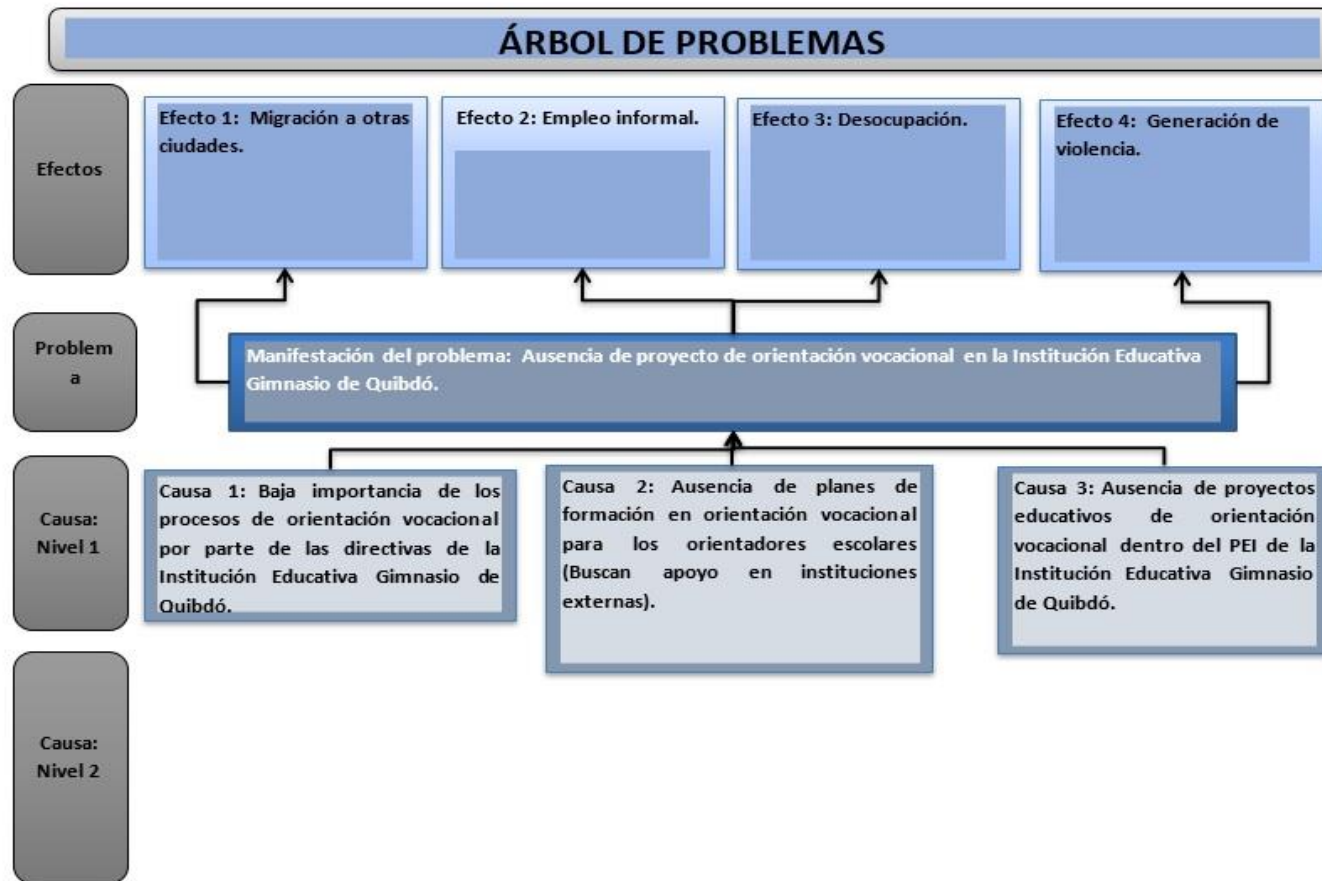 ÁRBOL DE PROBLEMAS
Efectos
Efecto 1: Migración a otras
ciudades.
Efecto 2: Empleo informal.
Efecto 3: Desocupación.
Efecto 4: Generación de
violencia.
Problem
a
Manifestación del problema: Ausencia de proyecto de orientación vocacional en la Institución Educativa
Gimnasio de Quibdó.
Causa:
Nivel 1
Causa 1: Baja importancia de los
procesos de orientación vocacional
por parte de las directivas de la
Institución Educativa Gimnasio de
Quibdó.
Causa 2: Ausencia de planes de
formación en orientación vocacional
para los orientadores escolares
(Buscan apoyo en instituciones
externas).
Causa 3: Ausencia de proyectos
educativos de orientación
vocacional dentro del PEI de la
Institución Educativa Gimnasio
de Quibdó.
Causa:
Nivel 2